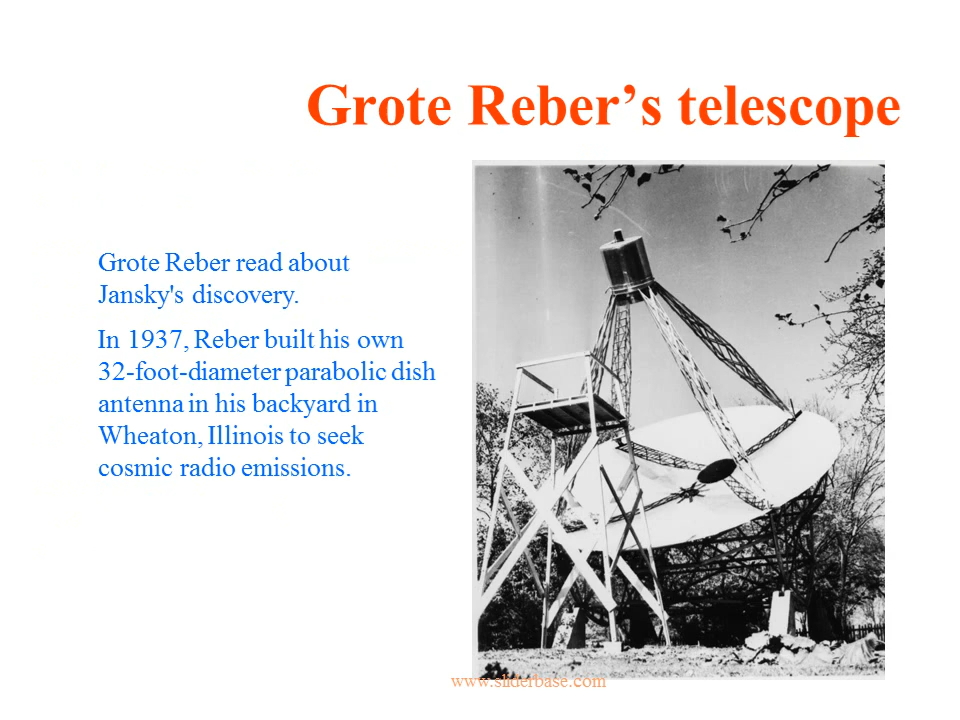 Grote Reber’s telescope
Grote Reber read about
Jansky's discovery.
In 1937, Reber built his own
32-foot-diameter parabolic dish
antenna in his backyard in
Wheaton, Illinois to seek
cosmic radio emissions.
www.sliderbase.com